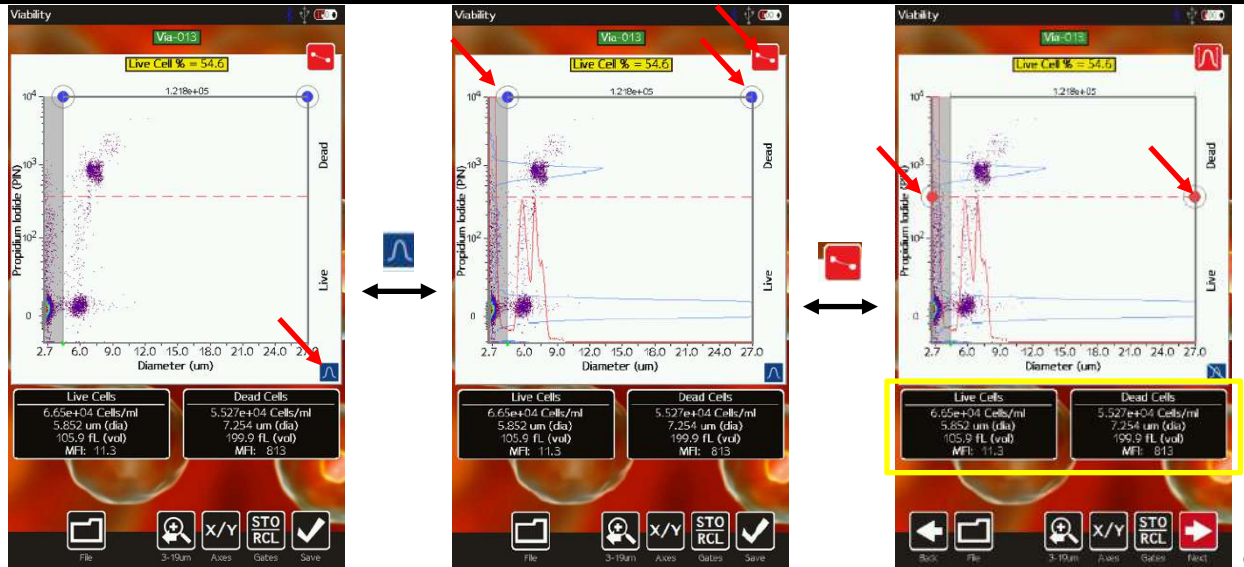 Viability
Via-013
Live Cell % = 54.6
1.218e+05
10⁴
10³
10²
0
Propidium Iodide (PIN)
Dead
Live
2.7 6.0 9.0 12.0 15.0 18.0 21.0 24.0
Diameter (um)
Live Cells
6.65e+04 Cells/ml
5.852 um (dia)
105.9 fL (vol)
MFI: 11.3
Dead Cells
5.527e+04 Cells/ml
7.254 um (dia)
199.9 fL (vol)
MFI: 813
File
3-19um
X/Y
Axes
STO
RCL
Gates
Save
Viability
Via-013
Live Cell % = 54.6
1.218e+05
10⁴
10³
10²
0
Propidium Iodide (PIN)
Dead
Live
2.7 6.0 9.0 12.0 15.0 18.0 21.0 24.0 27.0
Diameter (um)
Live Cells
6.65e+04 Cells/ml
5.852 um (dia)
105.9 fL (vol)
MFI: 11.3
Dead Cells
5.527e+04 Cells/ml
7.254 um (dia)
199.9 fL (vol)
MFI: 813
File
3-19um
X/Y
Axes
STO
RCL
Gates
Save
Viability
Via-013
Live Cell % = 54.6
1.218e+05
10⁴
10³
10²
0
Propidium Iodide (PIN)
Dead
Live
2.7 6.0 9.0 12.0 15.0 18.0 21.0 24.0 27.0
Diameter (um)
Live Cells
6.65e+04 Cells/ml
5.852 um (dia)
105.9 fL (vol)
MFI: 11.3
Dead Cells
5.527e+04 Cells/ml
7.254 um (dia)
199.9 fL (vol)
MFI: 813
Back
File
3-19um
X/Y
Axes
STO
RCL
Gates
Next